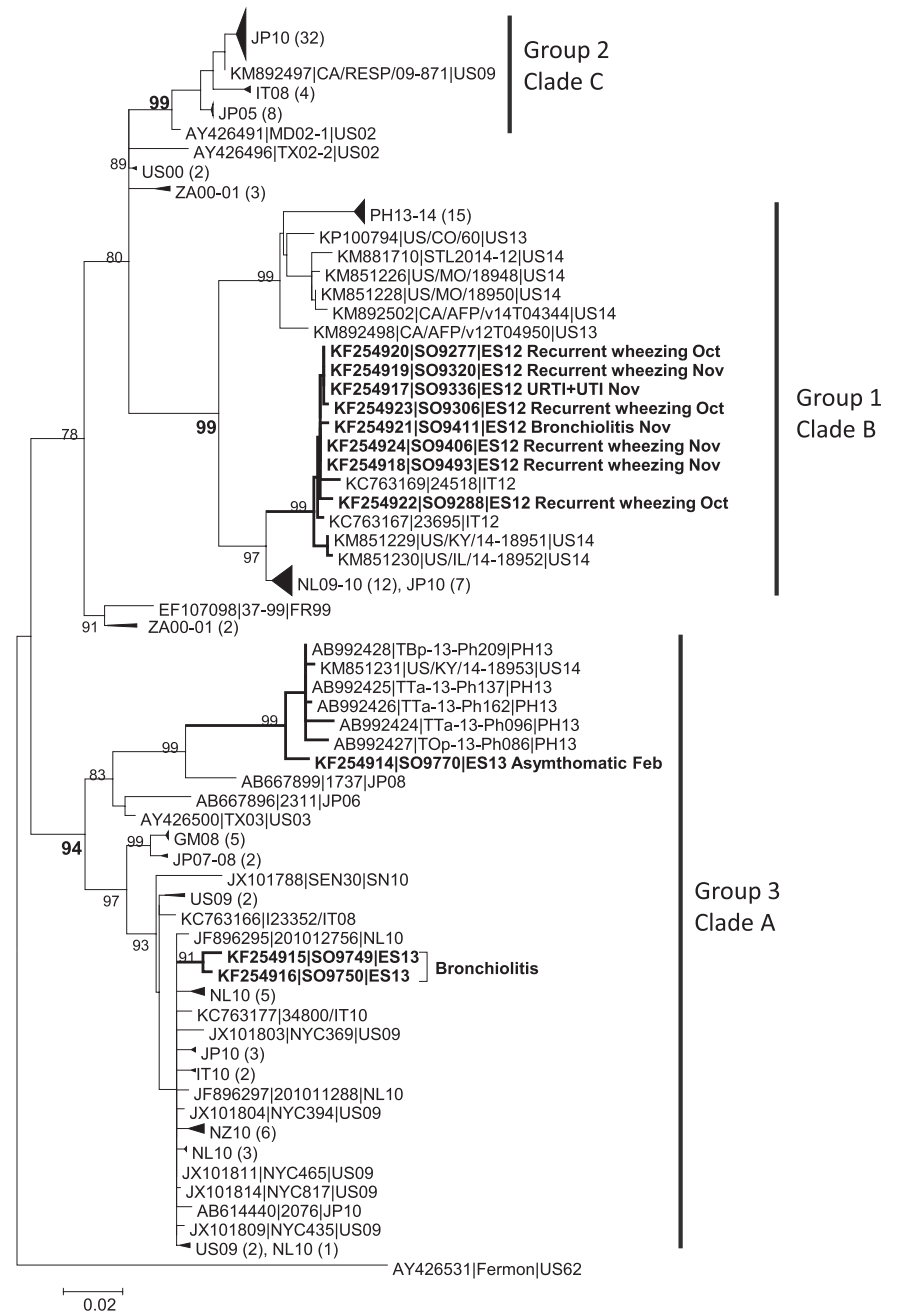 JP10 (32)
KM892497|CA/RESP/09-871|US09
IT08 (4)
JP05 (8)
99
AY426491|MD02-1|US02
AY426496|TX02-2|US02
89
US00 (2)
ZA00-01 (3)
Group 2
Clade C
80
PH13-14 (15)
KP100794|US/CO/60|US13
KM881710|STL2014-12|US14
99
KM851226|US/MO/18948|US14
KM851228|US/MO/18950|US14
KM892502|CA/AFP/v14T04344|US14
KM892498|CA/AFP/v12T04950|US13
KF254920|SO9277|ES12 Recurrent wheezing Oct
KF254919|SO9320|ES12 Recurrent wheezing Nov
KF254917|SO9336|ES12 URTI+UTI Nov
KF254923|SO9306|ES12 Recurrent wheezing Oct
99
KF254921|SO9411|ES12 Bronchiolitis Nov
KF254924|SO9406|ES12 Recurrent wheezing Nov
KF254918|SO9493|ES12 Recurrent wheezing Nov
KC763169|24518|IT12
KF254922|SO9288|ES12 Recurrent wheezing Oct
99
KC763167|23695|IT12
KM851229|US/KY/14-18951|US14
KM851230|US/IL/14-18952|US14
97
NL09-10 (12), JP10 (7)
Group 1
Clade B
78
EF107098|37-99|FR99
91
ZA00-01 (2)
AB992428|TBp-13-Ph209|PH13
KM851231|US/KY/14-18953|US14
AB992425|TTa-13-Ph137|PH13
AB992426|TTa-13-Ph162|PH13
99
AB992424|TTa-13-Ph096|PH13
AB992427|TOp-13-Ph086|PH13
99
KF254914|SO9770|ES13 Asymthomatic Feb
83
AB667899|1737|JP08
AB667896|2311|JP06
AY426500|TX03|US03
94
99
GM08 (5)
JP07-08 (2)
97
JX101788|SEN30|SN10
US09 (2)
KC763166|I23352/IT08
93
JF896295|201012756|NL10
91
KF254915|SO9749|ES13
KF254916|SO9750|ES13
Bronchiolitis
NL10 (5)
KC763177|34800/IT10
JX101803|NYC369|US09
JP10 (3)
IT10 (2)
JF896297|201011288|NL10
JX101804|NYC394|US09
NZ10 (6)
NL10 (3)
JX101811|NYC465|US09
JX101814|NYC817|US09
AB614440|2076|JP10
JX101809|NYC435|US09
US09 (2), NL10 (1)
Group 3
Clade A
AY426531|Fermon|US62
0.02